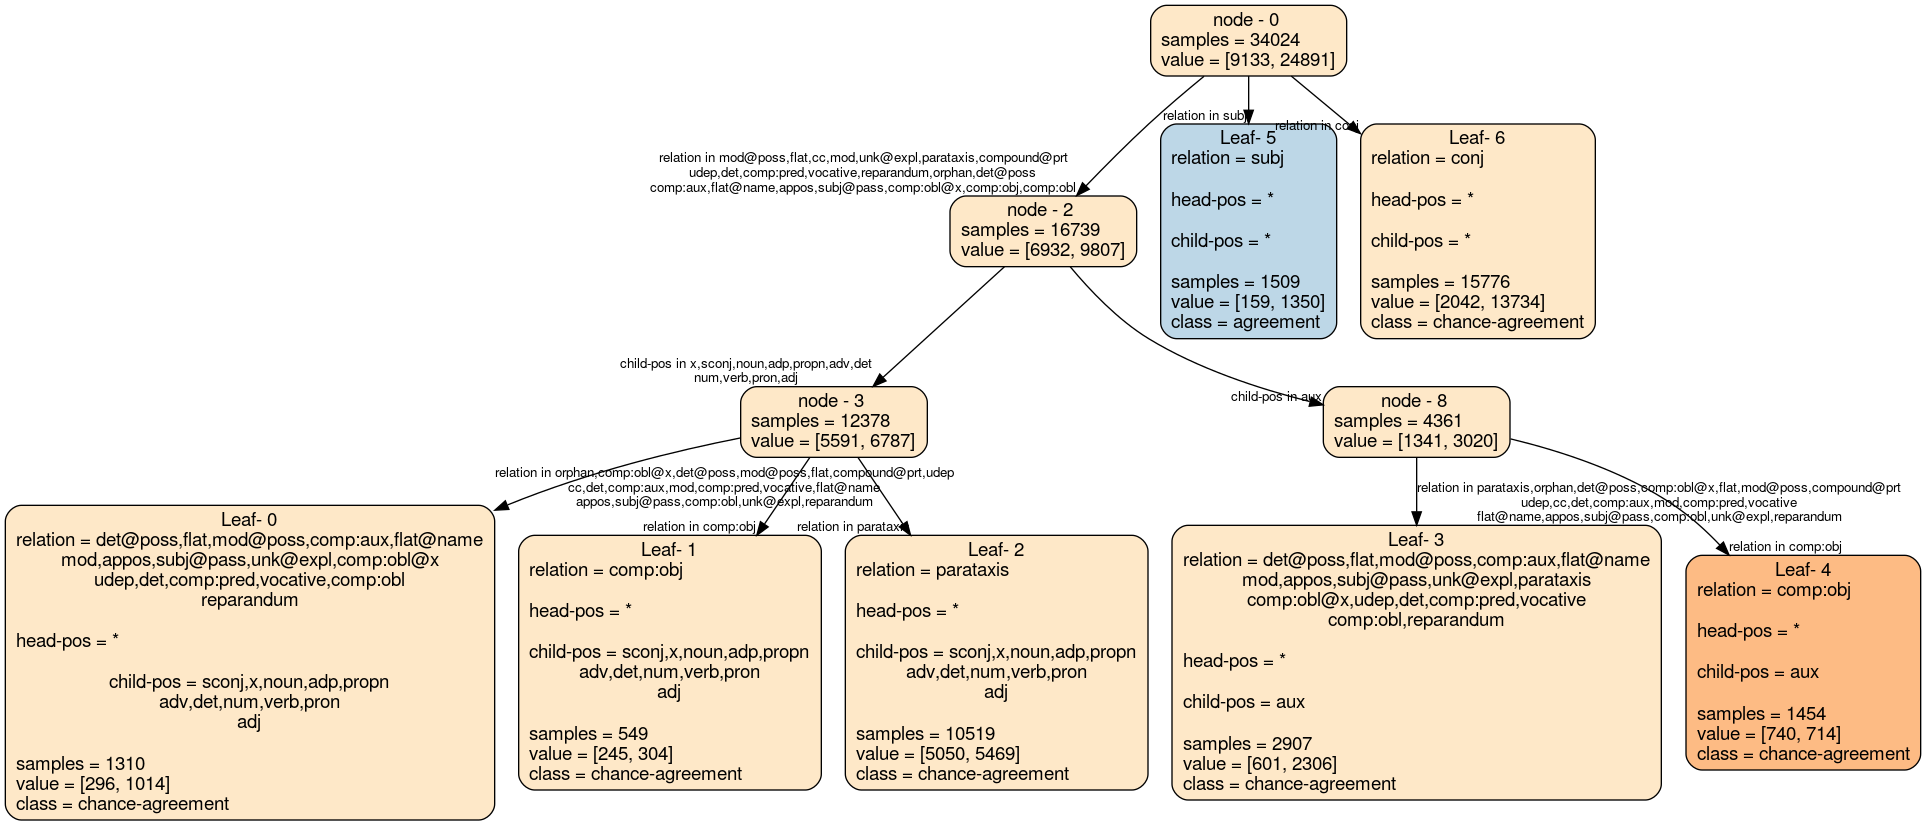 node - 0
samples = 34024
value = [9133, 24891]
relation in subj
relation in conj
relation in mod@poss,flat,cc,mod,unk@expl,parataxis,compound@prt
udep,det,comp:pred,vocative,reparandum,orphan,det@poss
comp:aux,flat@name,appos,subj@pass,comp:obl@x,comp:obj,comp:obl
Leaf- 5
relation = subj
head-pos = *
child-pos = *
samples = 1509
value = [159, 1350]
class = agreement
Leaf- 6
relation = conj
head-pos = *
child-pos = *
samples = 15776
value = [2042, 13734]
class = chance-agreement
node - 2
samples = 16739
value = [6932, 9807]
child-pos in x,sconj,noun,adp,propn,adv,det
num,verb,pron,adj
child-pos in aux
node - 3
samples = 12378
value = [5591, 6787]
node - 8
samples = 4361
value = [1341, 3020]
relation in orphan,comp:obl@x,det@poss,mod@poss,flat,compound@prt,udep
cc,det,comp:aux,mod,comp:pred,vocative,flat@name
appos,subj@pass,comp:obl,unk@expl,reparandum
relation in comp:obj
relation in parataxis
relation in parataxis,orphan,det@poss,comp:obl@x,flat,mod@poss,compound@prt
udep,cc,det,comp:aux,mod,comp:pred,vocative
flat@name,appos,subj@pass,comp:obl,unk@expl,reparandum
relation in comp:obj
Leaf- 0
relation = det@poss,flat,mod@poss,comp:aux,flat@name
mod,appos,subj@pass,unk@expl,comp:obl@x
udep,det,comp:pred,vocative,comp:obl
reparandum
head-pos = *
child-pos = sconj,x,noun,adp,propn
adv,det,num,verb,pron
adj
samples = 1310
value = [296, 1014]
class = chance-agreement
Leaf- 1
relation = comp:obj
head-pos = *
child-pos = sconj,x,noun,adp,propn
adv,det,num,verb,pron
adj
samples = 549
value = [245, 304]
class = chance-agreement
Leaf- 2
relation = parataxis
head-pos = *
child-pos = sconj,x,noun,adp,propn
adv,det,num,verb,pron
adj
samples = 10519
value = [5050, 5469]
class = chance-agreement
Leaf- 3
relation = det@poss,flat,mod@poss,comp:aux,flat@name
mod,appos,subj@pass,unk@expl,parataxis
comp:obl@x,udep,det,comp:pred,vocative
comp:obl,reparandum
head-pos = *
child-pos = aux
samples = 2907
value = [601, 2306]
class = chance-agreement
Leaf- 4
relation = comp:obj
head-pos = *
child-pos = aux
samples = 1454
value = [740, 714]
class = chance-agreement